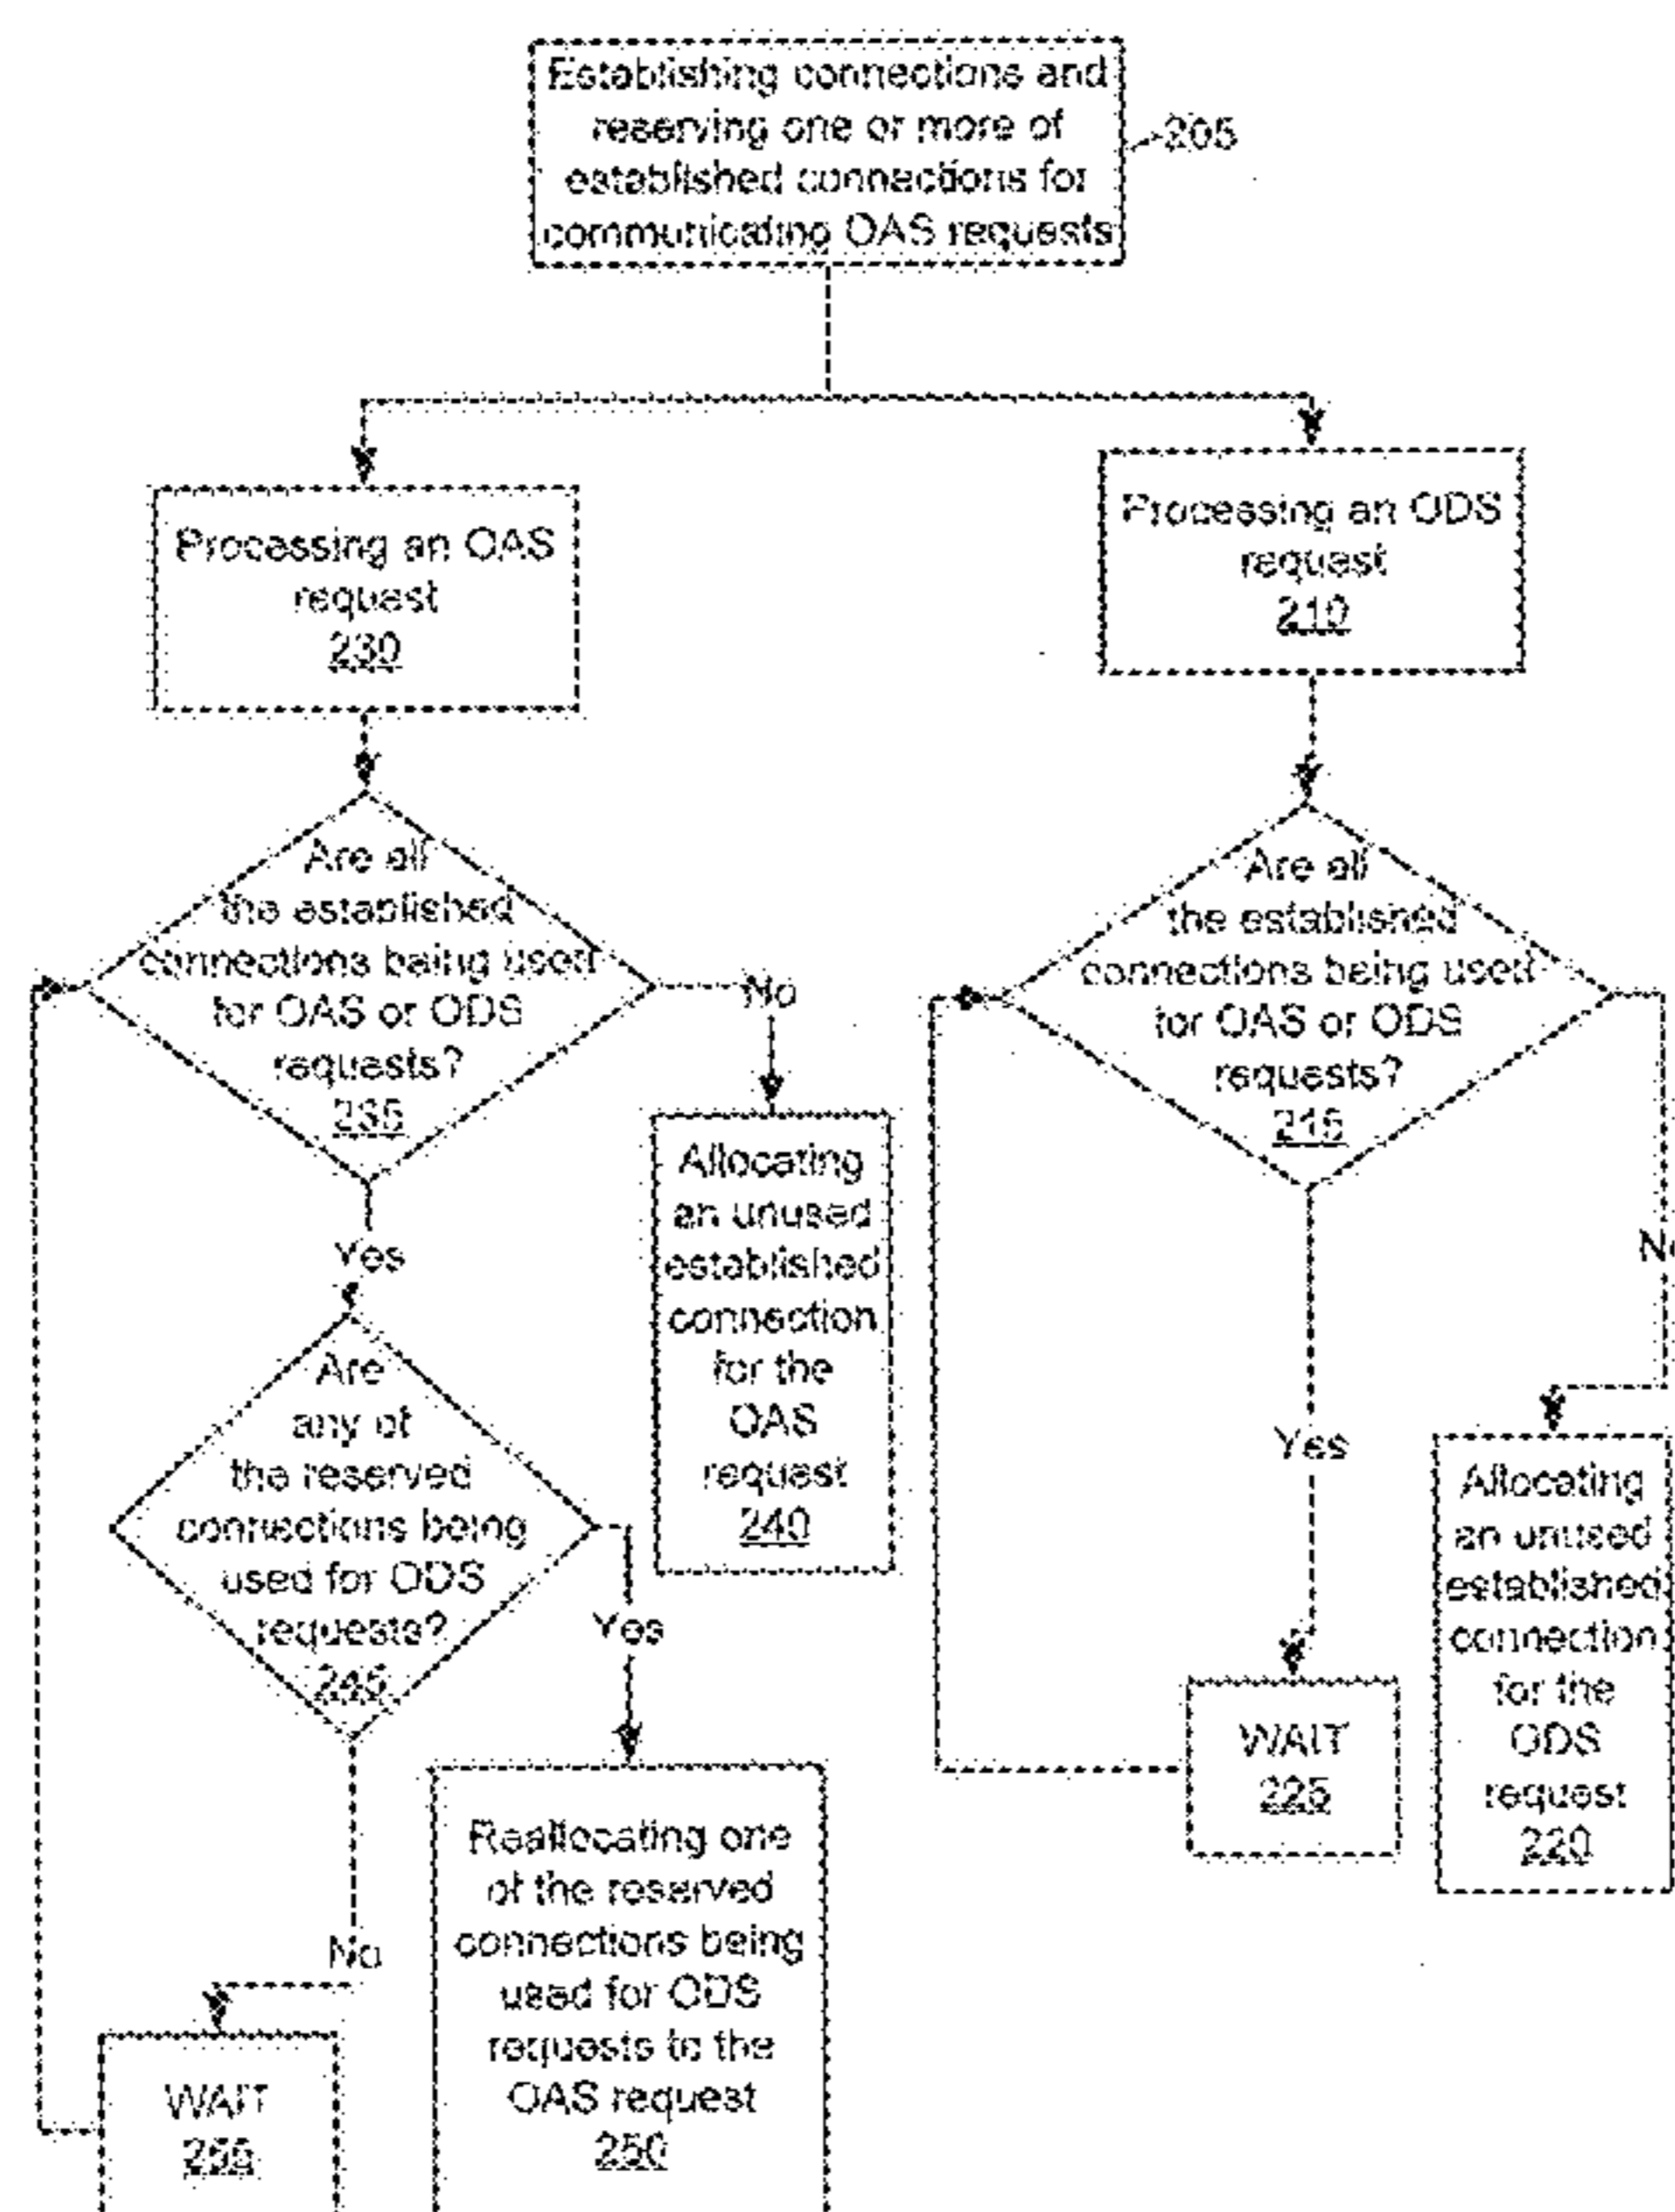 Establishing connections and
reserving one or more of
established connections for
communicating OAS requests
205
Processing an OAS
request
230
Processing an ODS
request
210
Are all
the established
connections being used
for OAS or ODS
requests?
235
No
Yes
Allocating
an unused
established
connection
for the
OAS
request
240
Are all
the established
connections being used
for OAS or ODS
requests?
215
N
Yes
Are
any of
the reserved
connections being
used for ODS
requests?
245
Yes
No
Reallocating one
of the reserved
connections being
used for ODS
requests to the
OAS request
250
WAIT
255
WAIT
225
Allocating
an unused
established
connection
for the
ODS
request
220